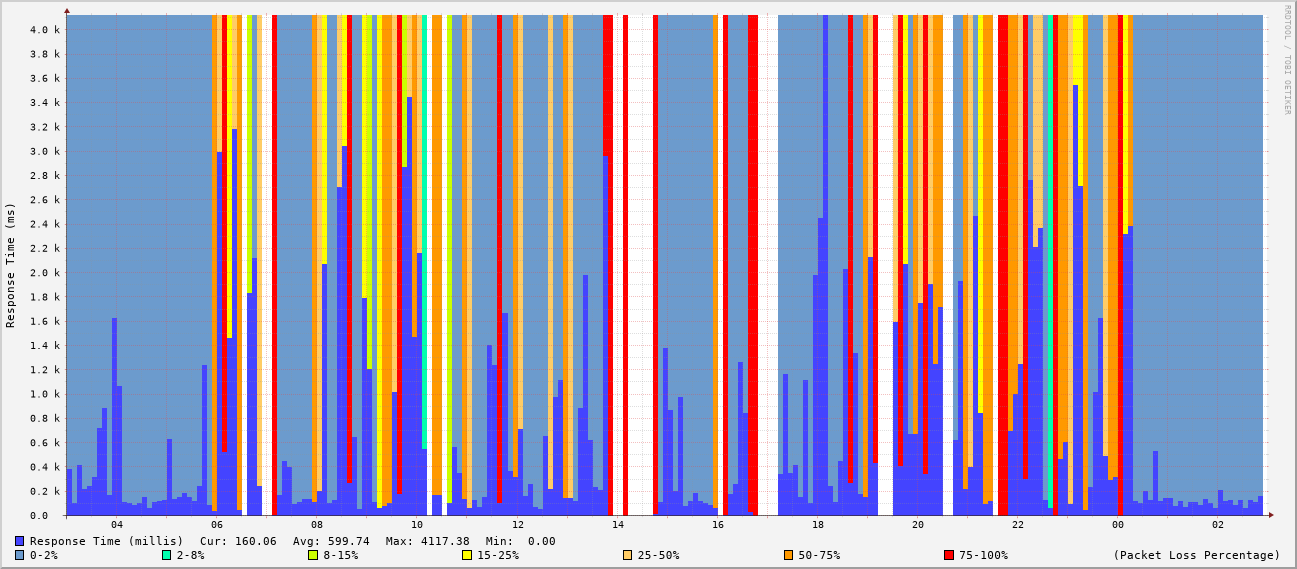 RRDTOOL / TOBI OETIKER
Response Time (ms)
4.0 k
3.8 k
3.6 k
3.4 k
3.2 k
3.0 k
2.8 k
2.6 k
2.4 k
2.2 k
2.0 k
1.8 k
1.6 k
1.4 k
1.2 k
1.0 k
0.8 k
0.6 k
0.4 k
0.2 k
0.0
04 06 08 10 12 14 16 18 20 22 00 02
Response Time (millis) Cur: 160.06 Avg: 599.74 Max: 4117.38 Min: 0.00
0-2% 2-8% 8-15% 15-25% 25-50% 50-75% 75-100% (Packet Loss Percentage)